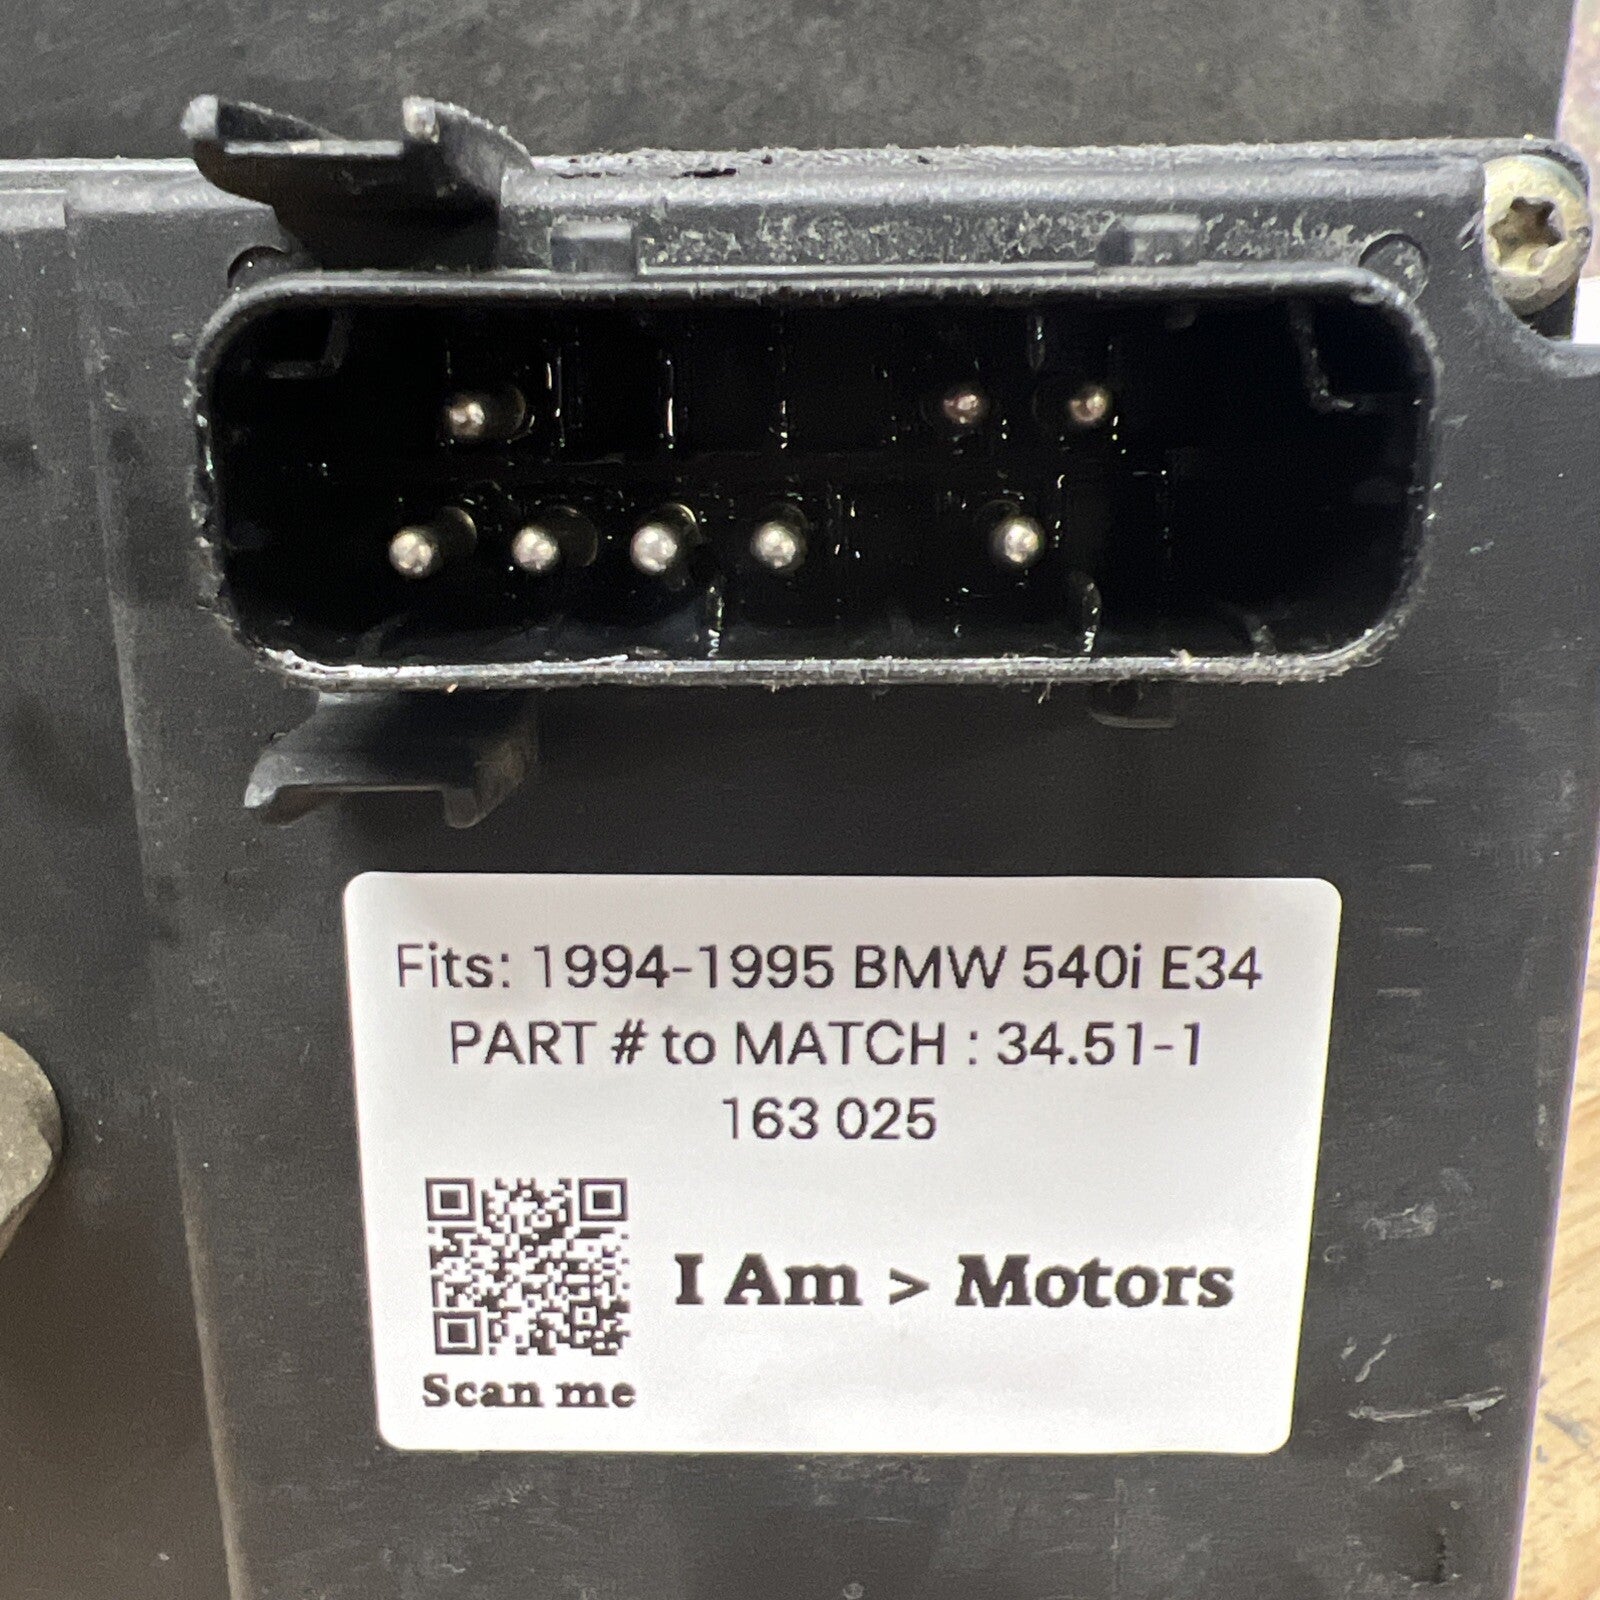 Fits: 1994-1995 BMW 540i E34
PART # to MATCH : 34.51-1
163 025
I Am > Motors
Scan me